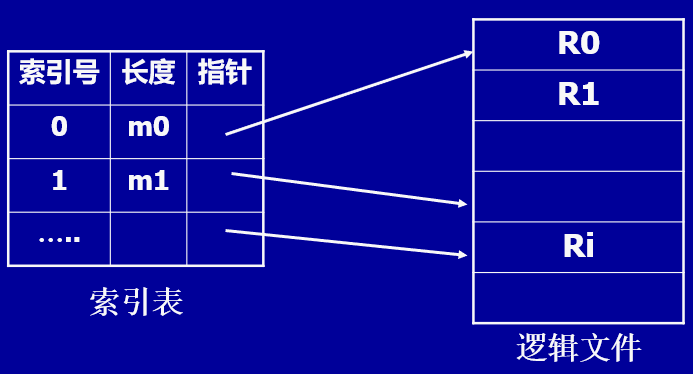 索引号 长度 指针
0 m0
1 m1
.....
索引表
R0
R1
Ri
逻辑文件